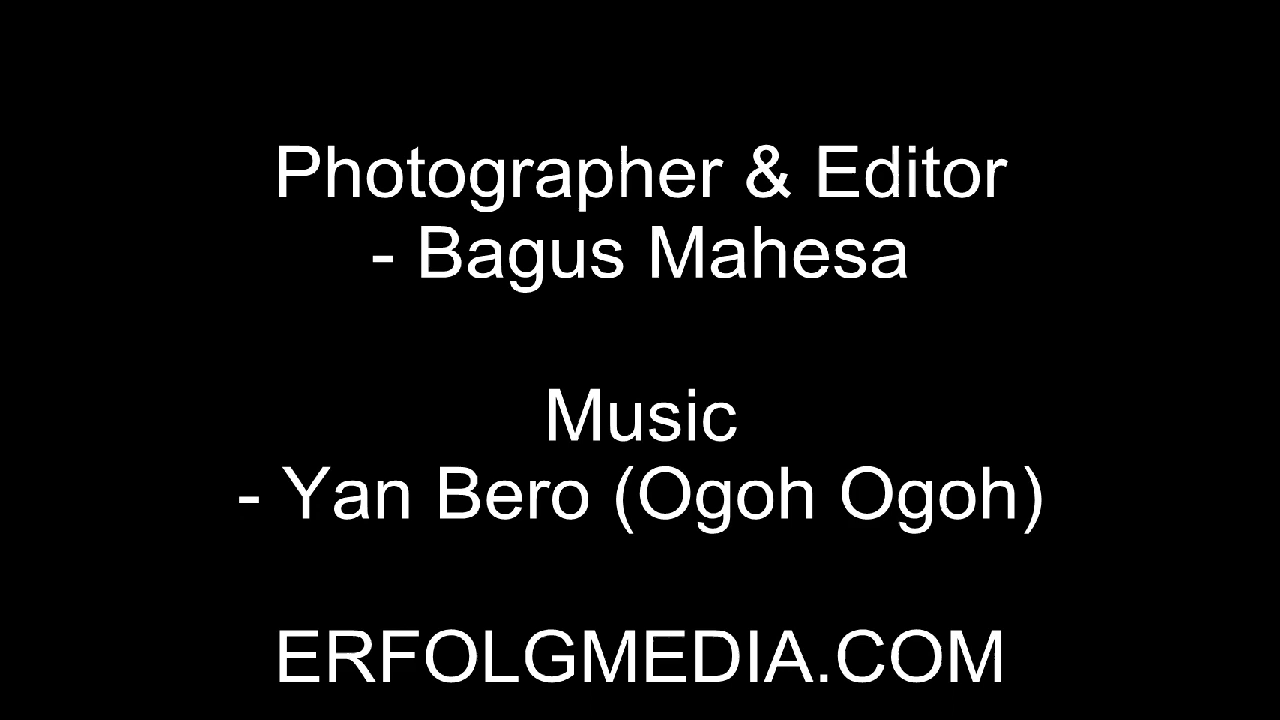 Photographer & Editor
- Bagus Mahesa
Music
- Yan Bero (Ogoh Ogoh)
ERFOLGMEDIA.COM